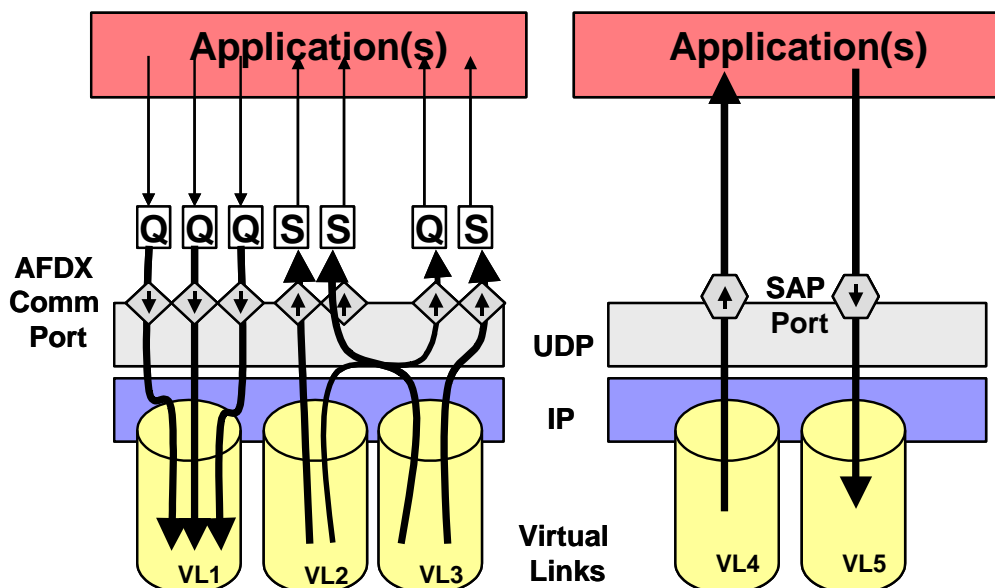 Application(s)
Application(s)
Q Q Q S S Q S
AFDX
Comm
Port
SAP
Port
UDP
IP
Virtual
Links
VL1
VL2
VL3
VL4
VL5